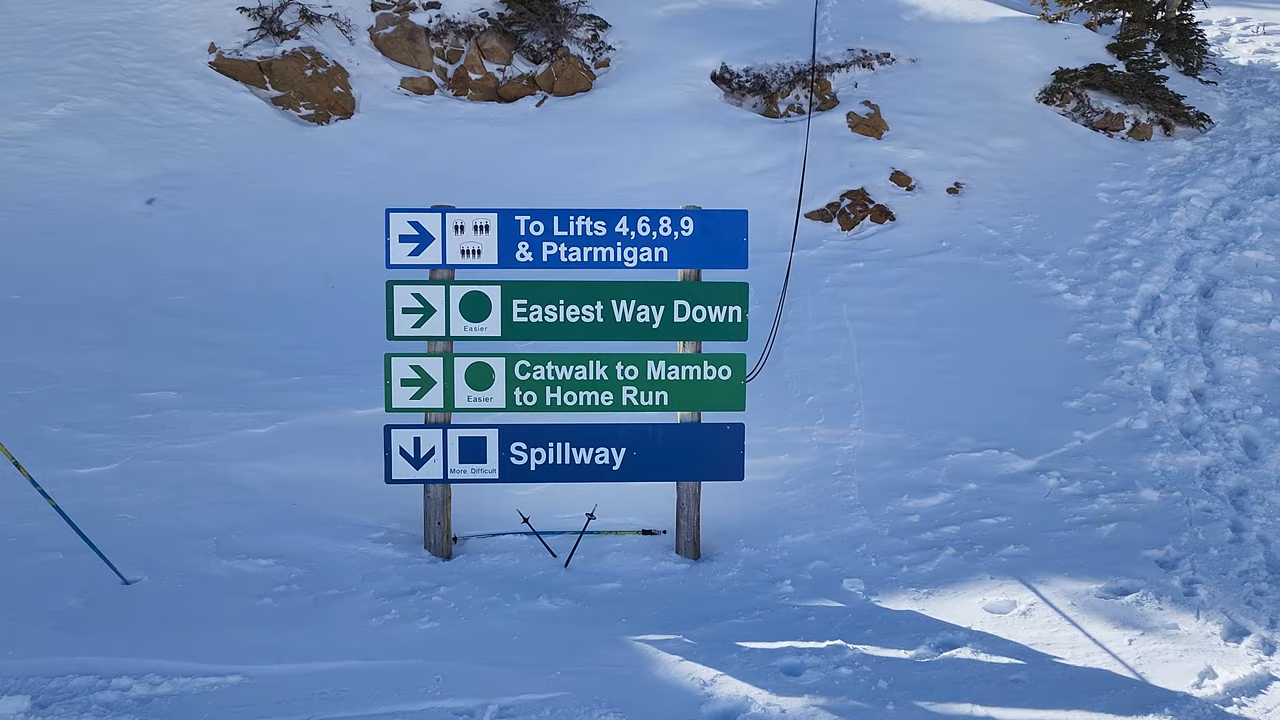 To Lifts 4,6,8,9
& Ptarmigan
Easier
Easiest Way Down
Easier
Catwalk to Mambo
to Home Run
More Difficult
Spillway